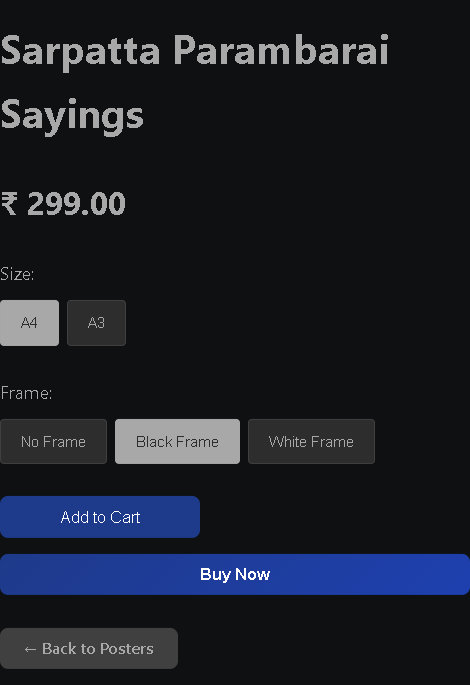 Sarpatta Parambarai
Sayings
₹ 299.00
Size:
A4 A3
Frame:
No Frame Black Frame White Frame
Add to Cart
Buy Now
← Back to Posters